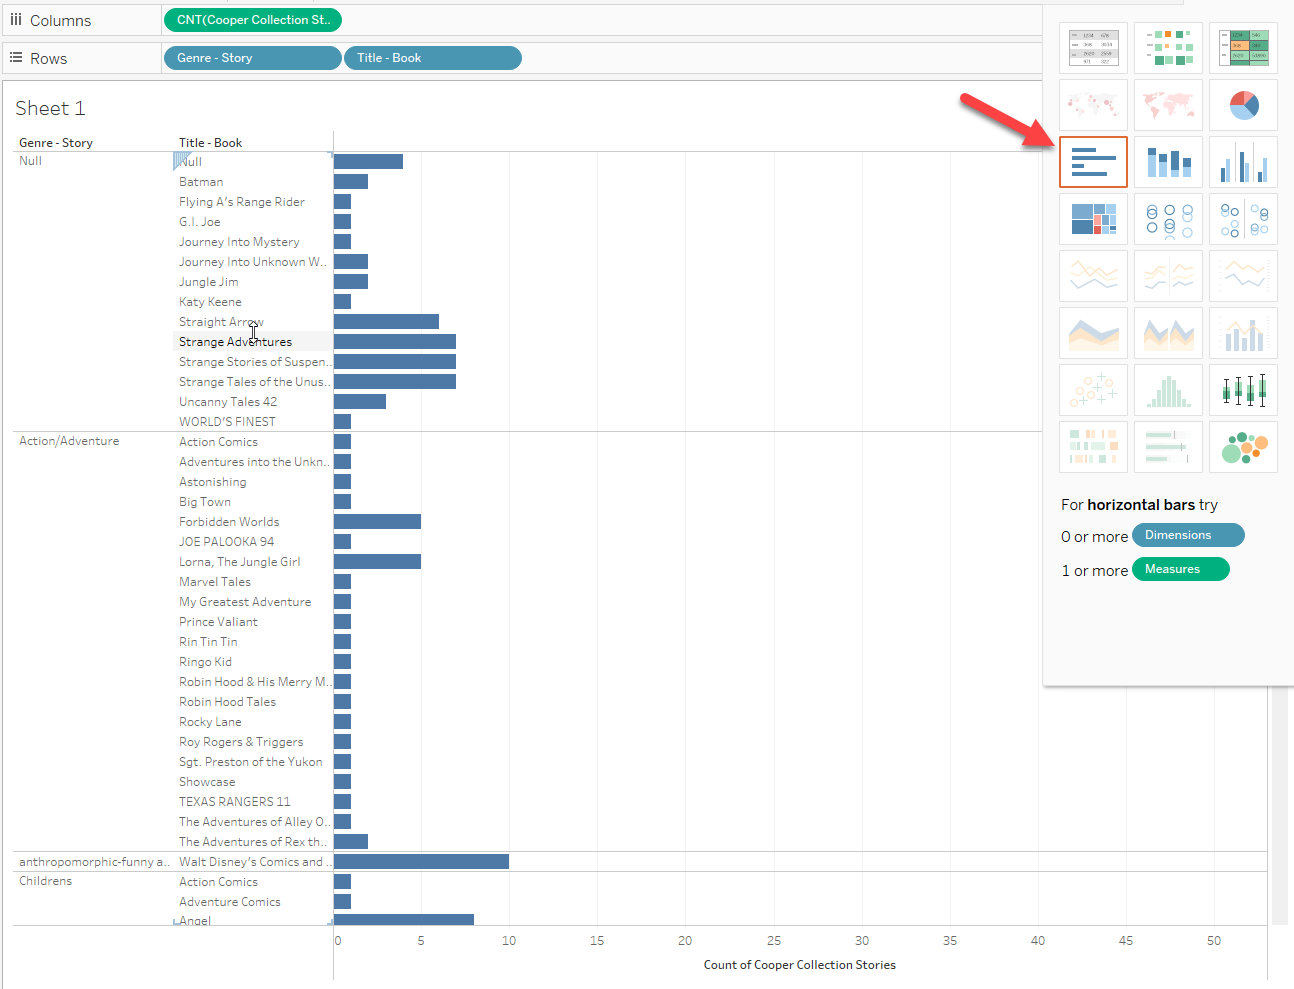 Columns
CNT(Cooper Collection St..
Rows
Genre - Story
Title - Book
Sheet 1
Genre - Story
Title - Book
Null
Null
Batman
Flying A's Range Rider
G.I. Joe
Journey Into Mystery
Journey Into Unknown W..
Jungle Jim
Katy Keene
Straight Arrow
Strange Adventures
Strange Stories of Suspen..
Strange Tales of the Unus..
Uncanny Tales 42
WORLD'S FINEST
Action/Adventure
Action Comics
Adventures into the Unkn..
Astonishing
Big Town
Forbidden Worlds
JOE PALOOKA 94
Lorna, The Jungle Girl
Marvel Tales
My Greatest Adventure
Prince Valiant
Rin Tin Tin
Ringo Kid
Robin Hood & His Merry M..
Robin Hood Tales
Rocky Lane
Roy Rogers & Triggers
Sgt. Preston of the Yukon
Showcase
TEXAS RANGERS 11
The Adventures of Alley O..
The Adventures of Rex th..
anthropomorphic-funny a..
Walt Disney's Comics and ..
Childrens
Action Comics
Adventure Comics
Angel
0 5 10 15 20 25 30 35 40 45 50
Count of Cooper Collection Stories
For horizontal bars try
0 or more Dimensions
1 or more Measures